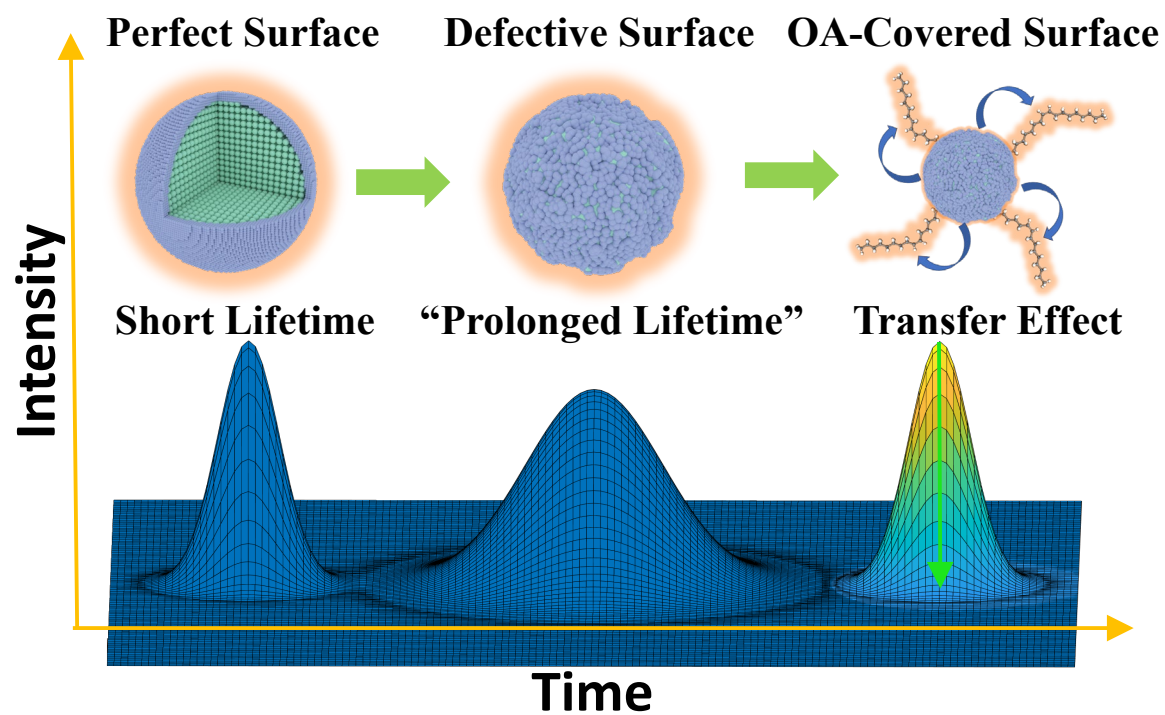 Perfect Surface
Defective Surface
OA-Covered Surface
Short Lifetime
“Prolonged Lifetime”
Transfer Effect
Intensity
Time